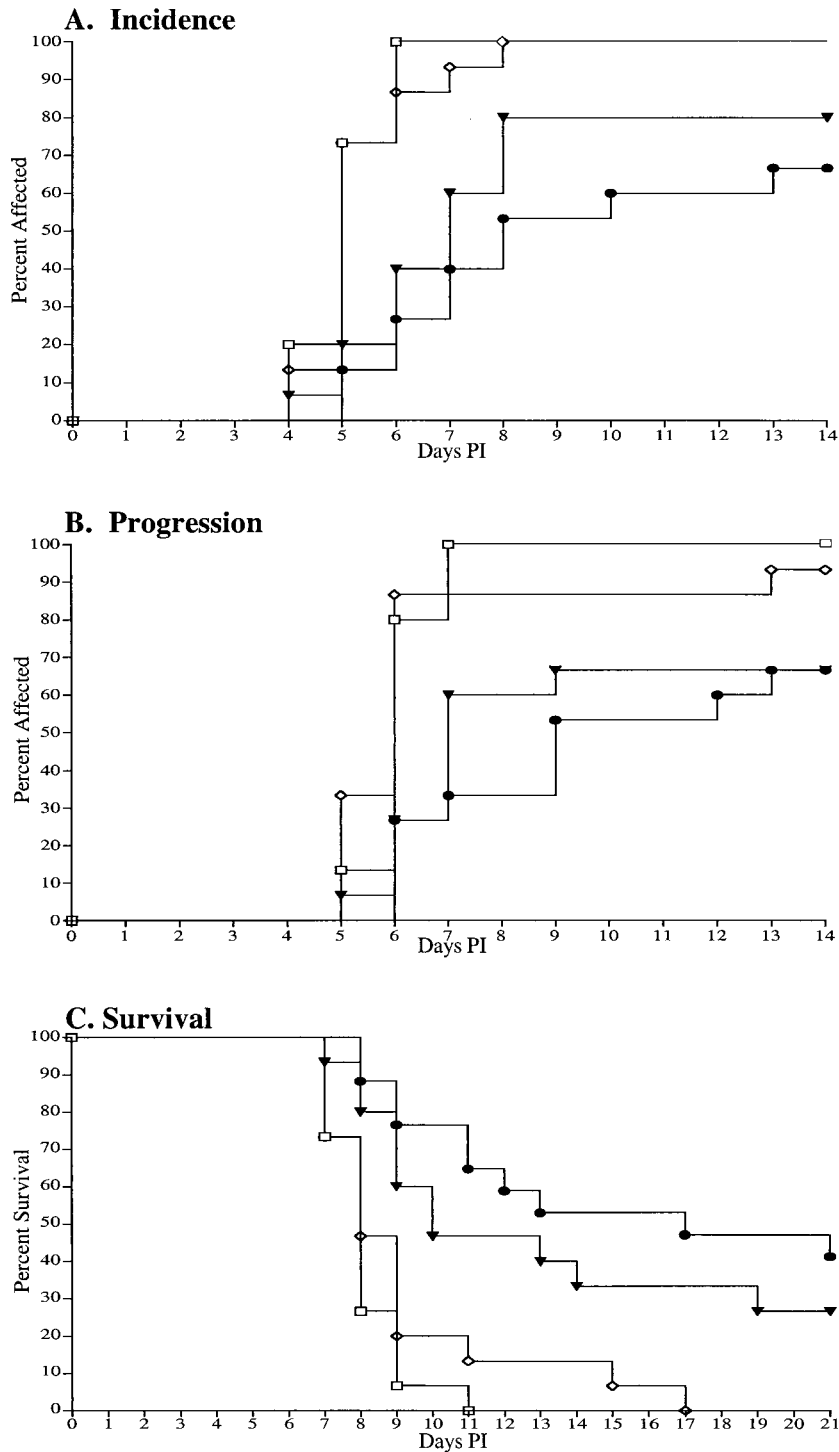 A. Incidence
100
90
80
70
60
50
40
30
20
10
0
Percent Affected
0 1 2 3 4 5 6 7 8 9 10 11 12 13 14
Days PI
B. Progression
100
90
80
70
60
50
40
30
20
10
0
Percent Affected
0 1 2 3 4 5 6 7 8 9 10 11 12 13 14
Days PI
C. Survival
100
90
80
70
60
50
40
30
20
10
0
Percent Survival
0 1 2 3 4 5 6 7 8 9 10 11 12 13 14 15 16 17 18 19 20 21
Days PI